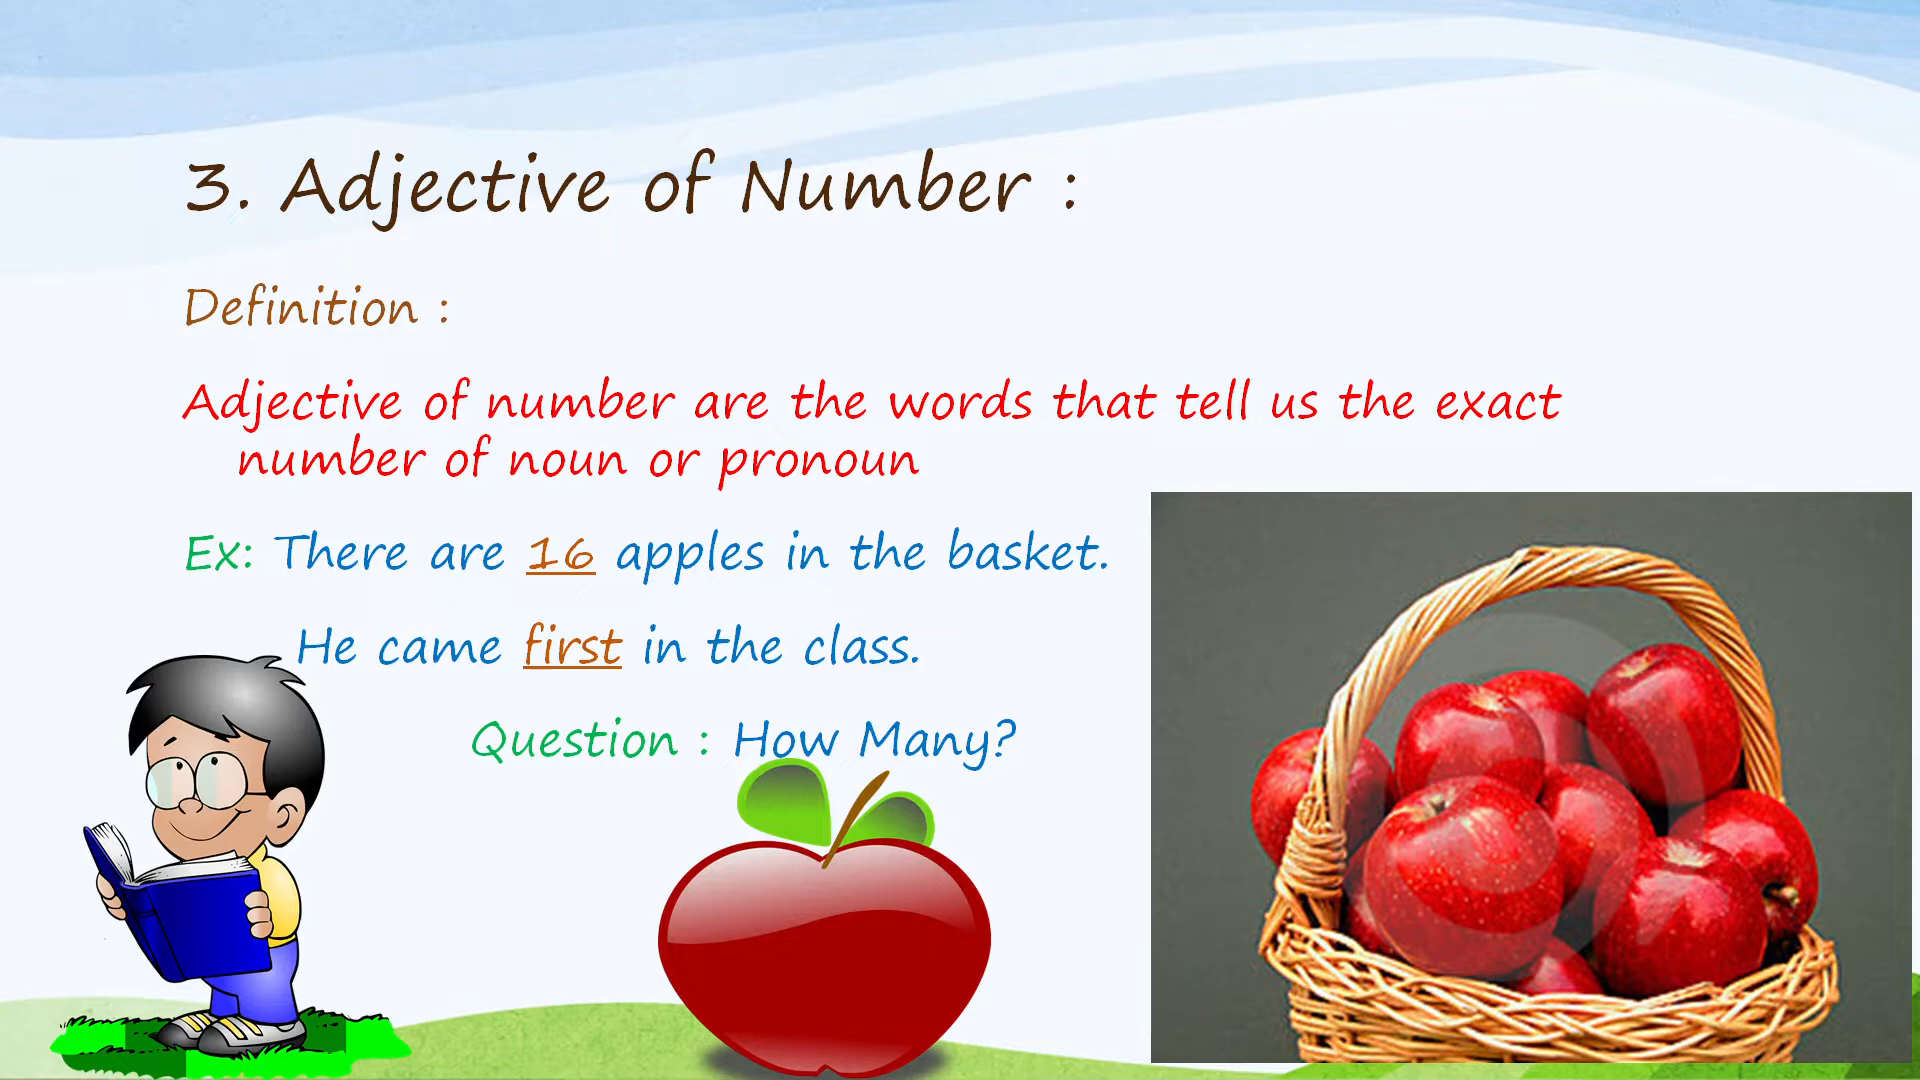 3. Adjective of Number :
Definition :
Adjective of number are the words that tell us the exact
number of noun or pronoun
Ex: There are 16 apples in the basket.
He came first in the class.
Question : How Many?